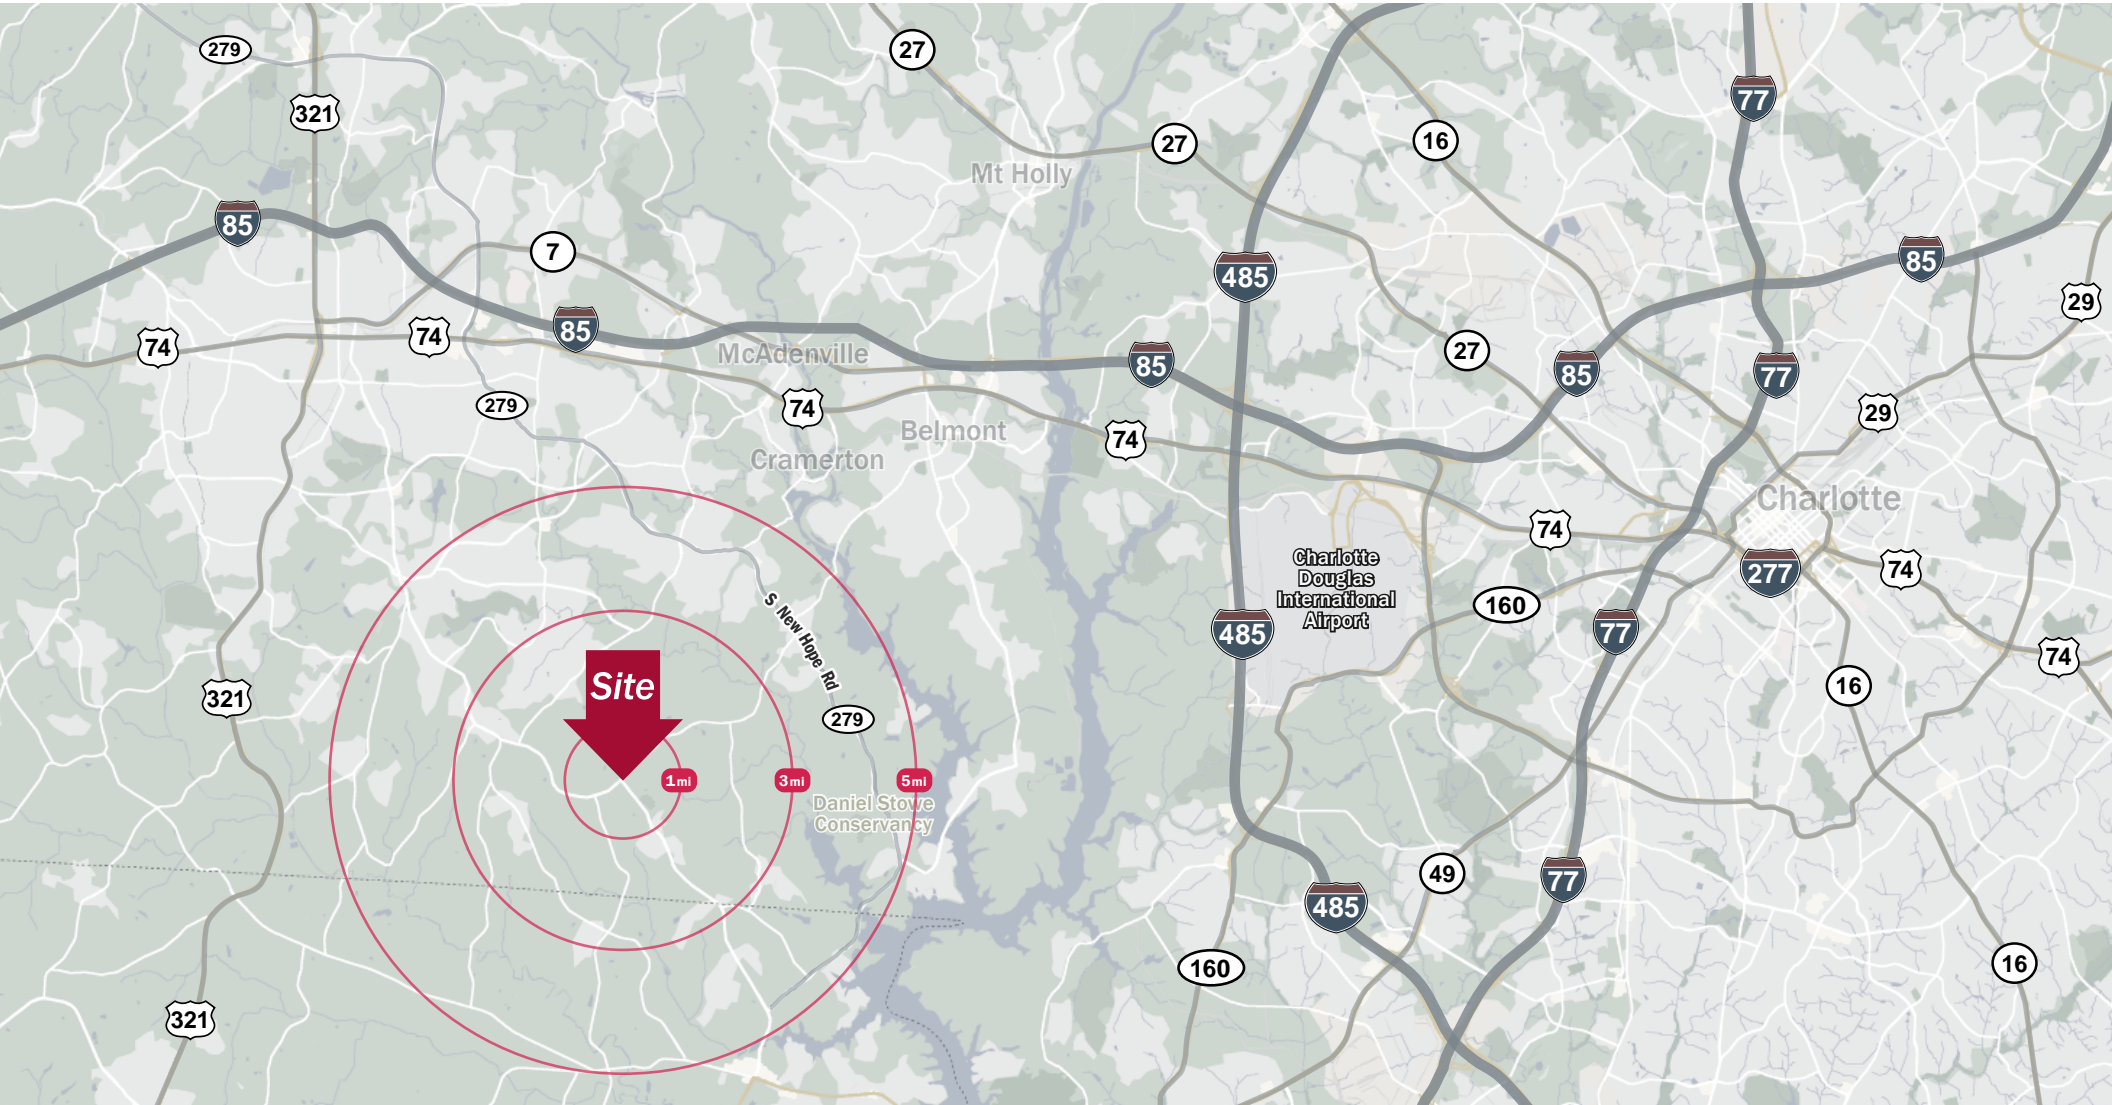 279
27
77
321
27
16
Mt Holly
85
7
485
85
29
85
74
74
McAdenville
27
85
85
77
279
74
29
74
Belmont
Cramerton
Charlotte
74
Charlotte
Douglas
International
Airport
277
74
160
S New Hope Rd
485
77
74
Site
321
16
279
1mi
3mi
5mi
Daniel Stowe
Conservancy
49
77
485
160
16
321